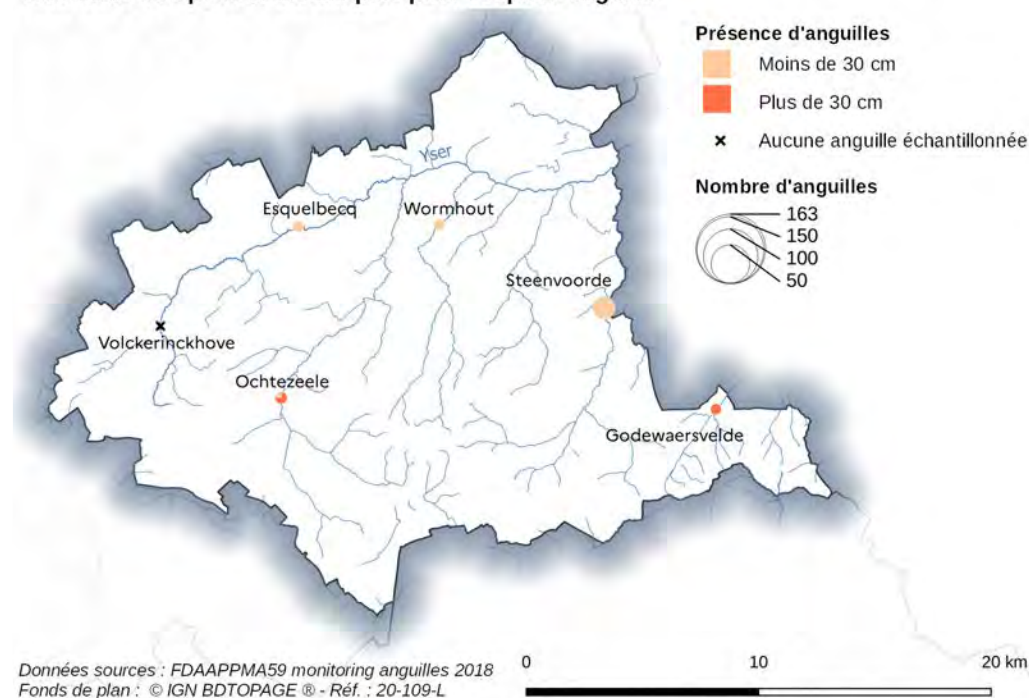 Présence d'anguilles
Moins de 30 cm
Plus de 30 cm
Aucune anguille échantillonnée
Nombre d'anguilles
163
150
100
50
Yser
Esquelbecq
Wormhout
Steenvoorde
Volckerinckhove
Ochtezeele
Godewaersvelde
0 10 20 km
Données sources : FDAAPPMA59 monitoring anguilles 2018
Fonds de plan : © IGN BDTOPAGE ® - Réf. : 20-109-L